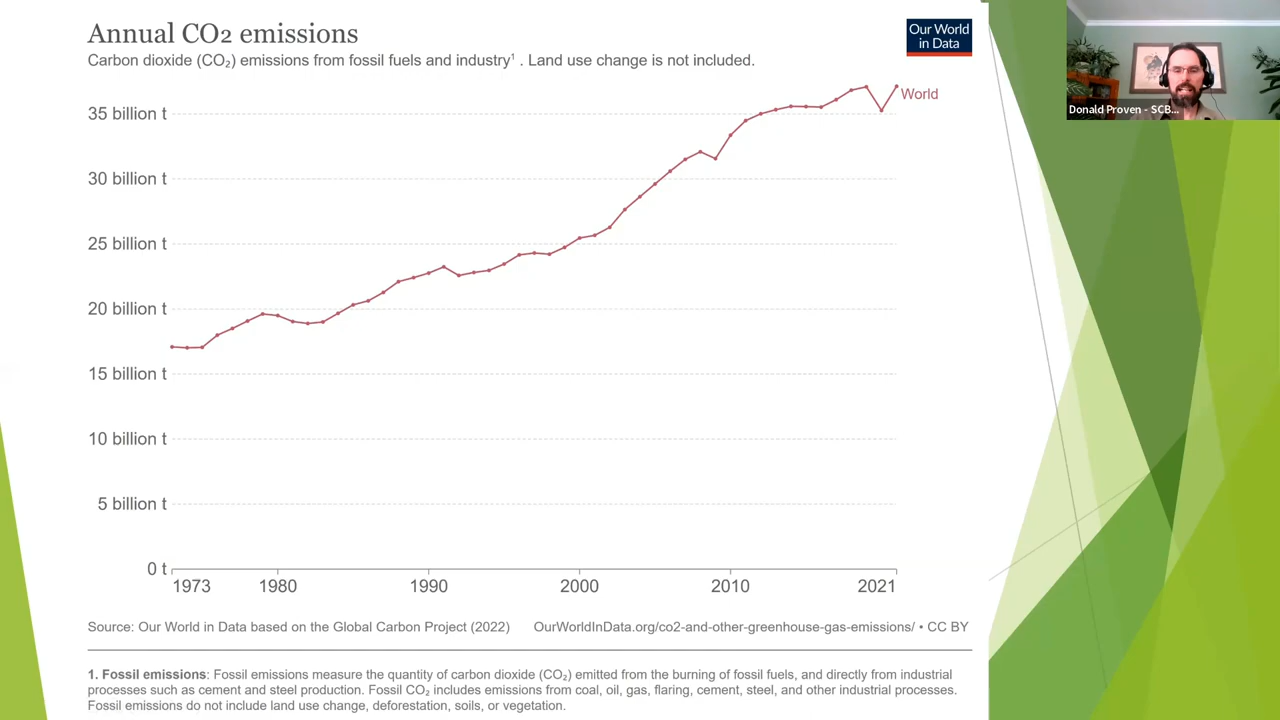 Annual CO2 emissions
Carbon dioxide (CO₂) emissions from fossil fuels and industry¹ . Land use change is not included.
Our World
in Data
Donald Proven - SCB...
World
35 billion t
30 billion t
25 billion t
20 billion t
15 billion t
10 billion t
5 billion t
0 t
1973 1980 1990 2000 2010 2021
Source: Our World in Data based on the Global Carbon Project (2022) OurWorldInData.org/co2-and-other-greenhouse-gas-emissions/ • CC BY
1. Fossil emissions: Fossil emissions measure the quantity of carbon dioxide (CO₂) emitted from the burning of fossil fuels, and directly from industrial
processes such as cement and steel production. Fossil CO₂ includes emissions from coal, oil, gas, flaring, cement, steel, and other industrial processes.
Fossil emissions do not include land use change, deforestation, soils, or vegetation.